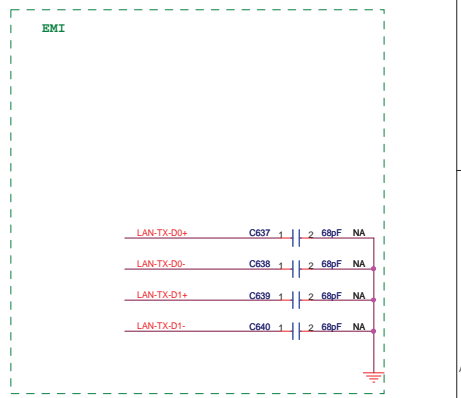 EMI
LAN-TX-D0+ C637 1 2 68pF NA
LAN-TX-D0- C638 1 2 68pF NA
LAN-TX-D1+ C639 1 2 68pF NA
LAN-TX-D1- C640 1 2 68pF NA